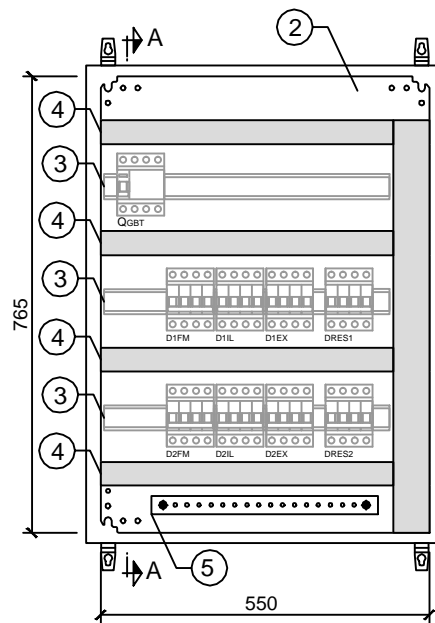 A
2
4
3
QGBT
4
3
D1FM D1IL D1EX DRES1
765
4
3
D2FM D2IL D2EX DRES2
4
A
5
550